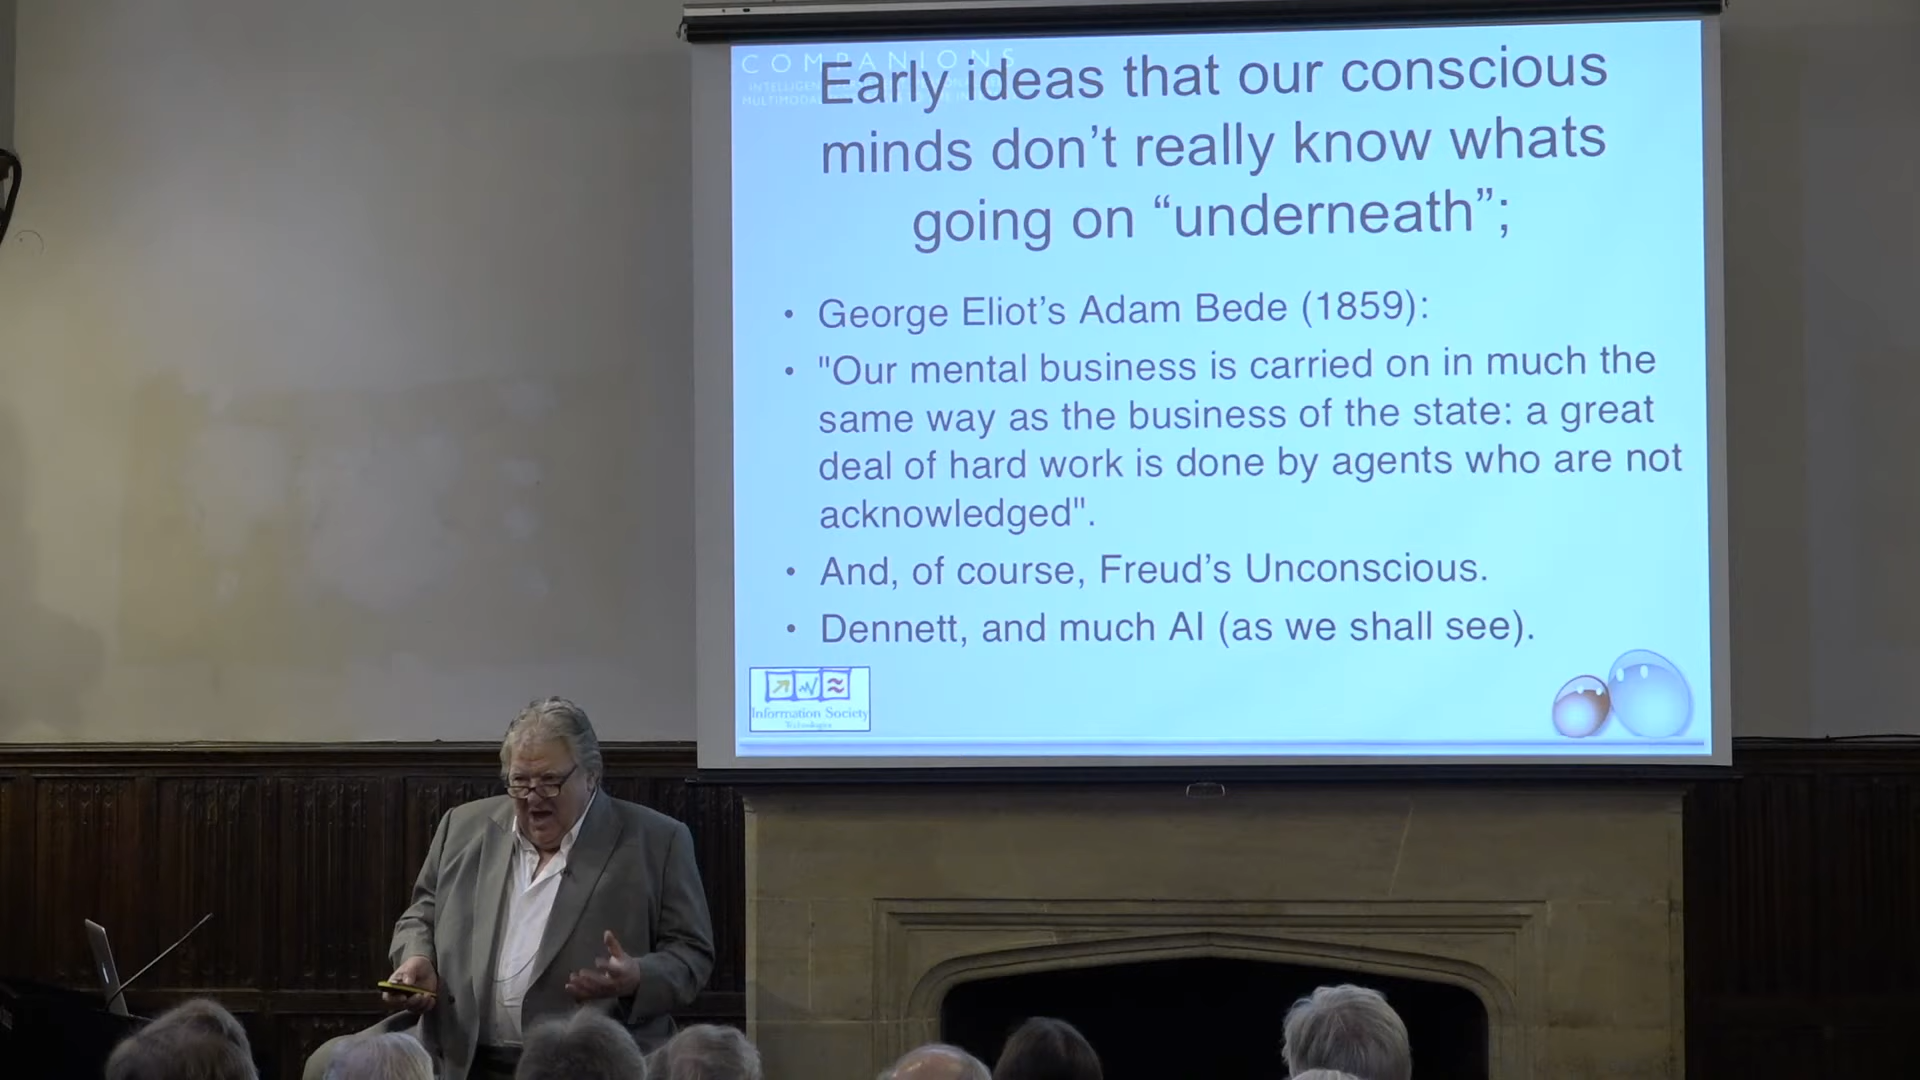 COMPANIONS
Early ideas that our conscious
minds don’t really know whats
going on “underneath”;
• George Eliot’s Adam Bede (1859):
• "Our mental business is carried on in much the
same way as the business of the state: a great
deal of hard work is done by agents who are not
acknowledged".
• And, of course, Freud’s Unconscious.
• Dennett, and much AI (as we shall see).
Information Society
Technologies